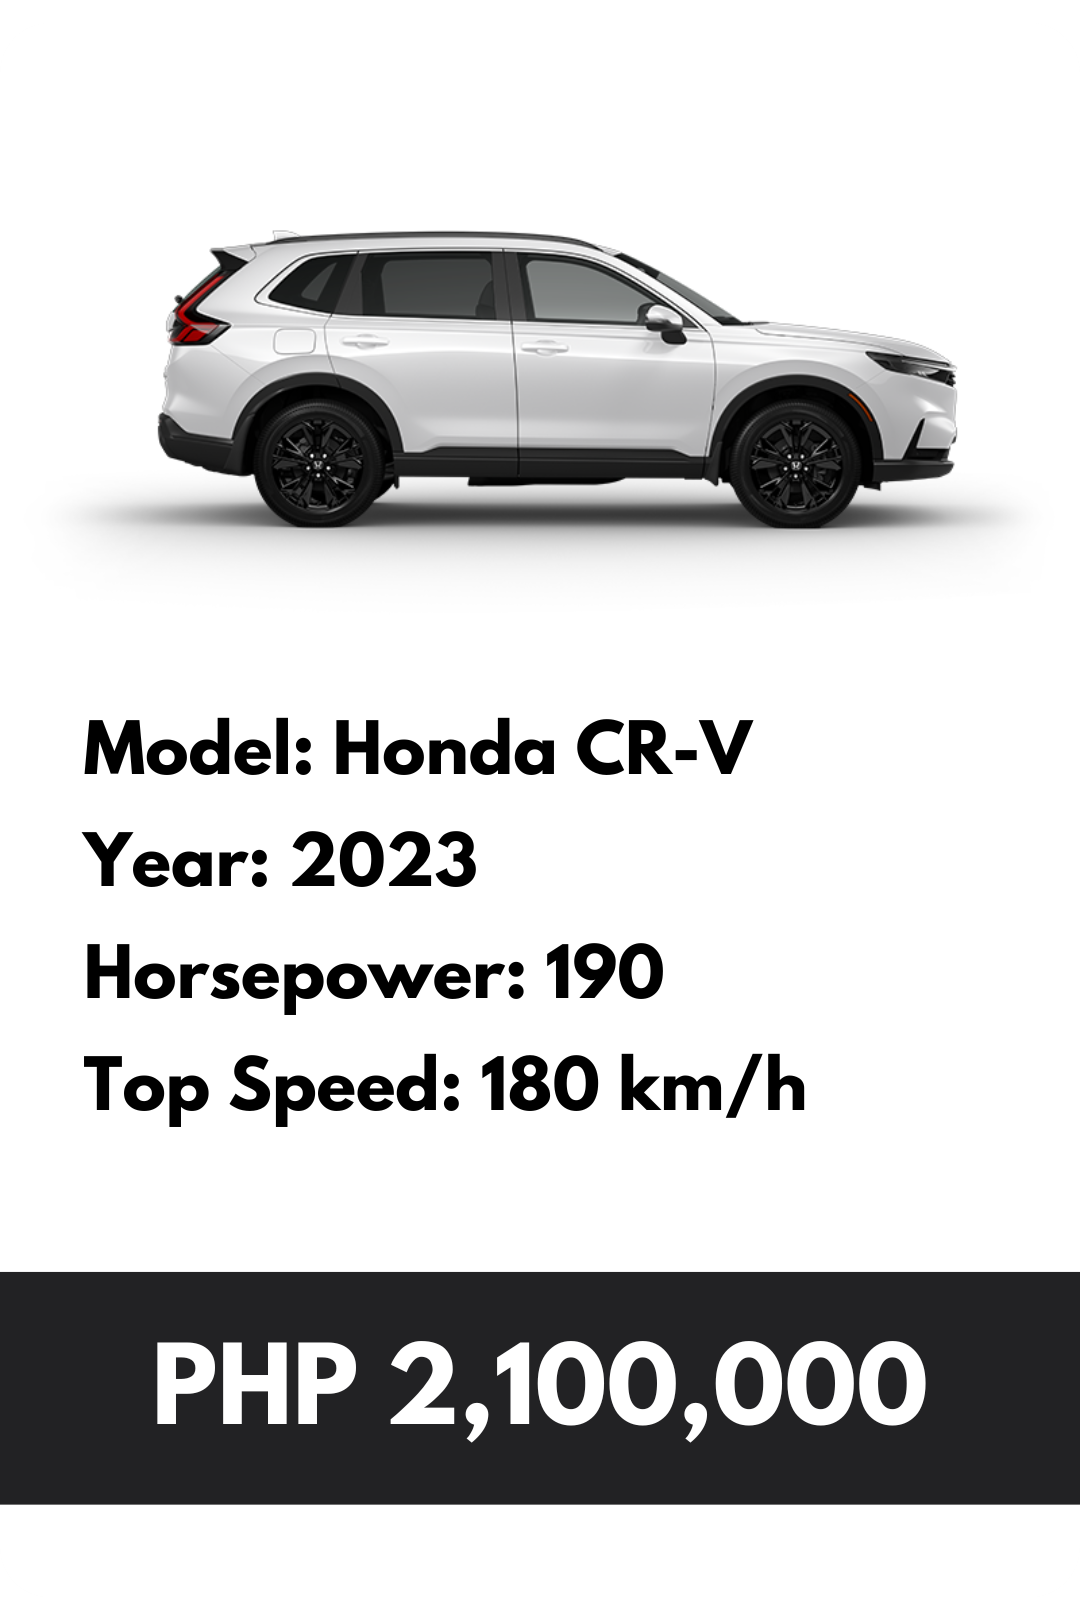 Model: Honda CR-V
Year: 2023
Horsepower: 190
Top Speed: 180 km/h
PHP 2,100,000